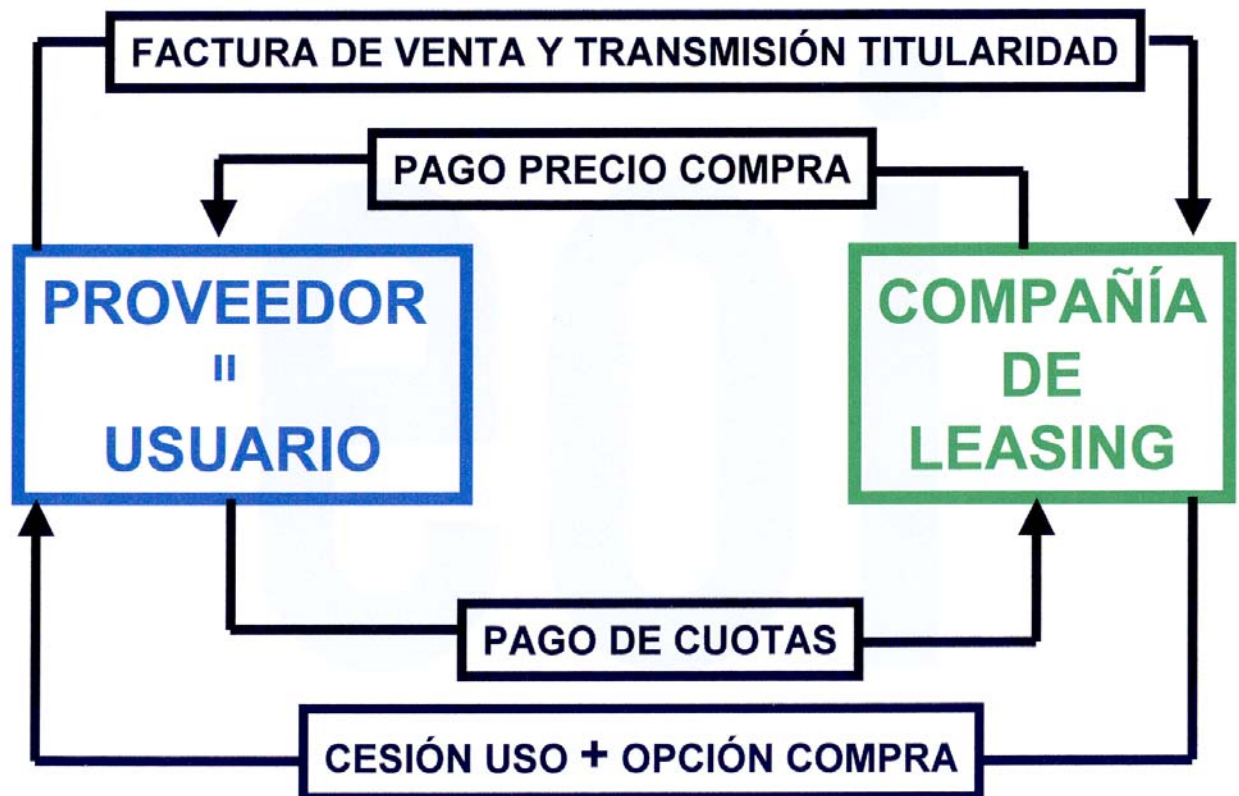 FACTURA DE VENTA Y TRANSMISIÓN TITULARIDAD
PAGO PRECIO COMPRA
PROVEEDOR
=
USUARIO
COMPAÑÍA
DE
LEASING
PAGO DE CUOTAS
CESIÓN USO + OPCIÓN COMPRA
eoi